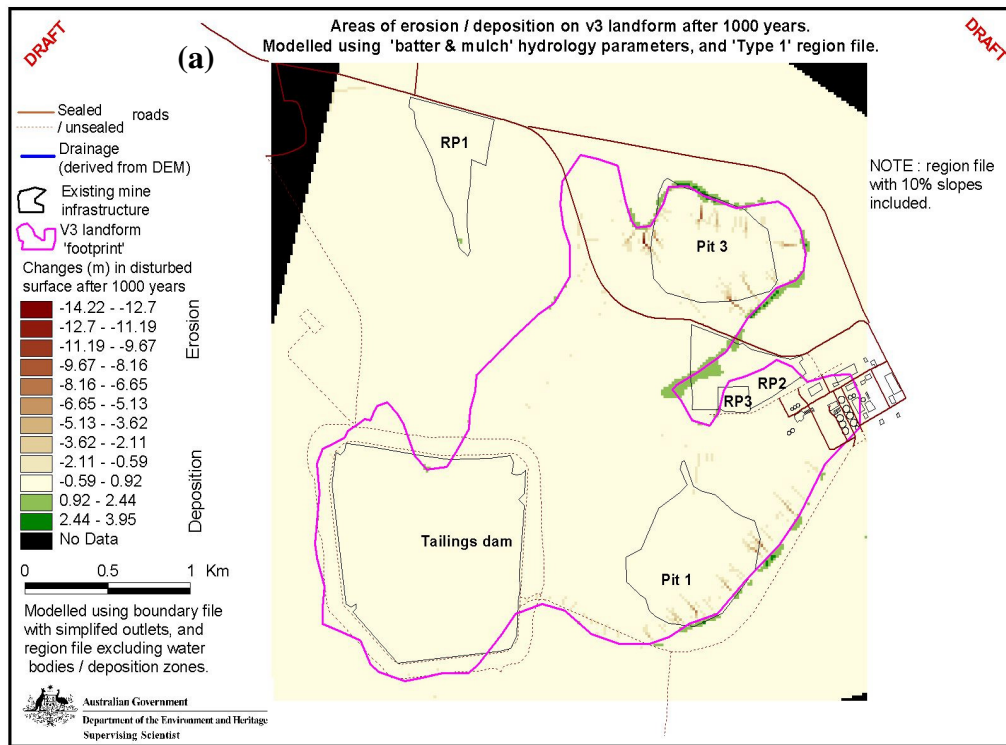 DRAFT
Areas of erosion / deposition on v3 landform after 1000 years.
Modelled using 'batter & mulch' hydrology parameters, and 'Type 1' region file.
DRAFT
(a)
Sealed
/ unsealed
roads
Drainage
(derived from DEM)
Existing mine
infrastructure
V3 landform
'footprint'
Changes (m) in disturbed
surface after 1000 years
-14.22 - -12.7
-12.7 - -11.19
-11.19 - -9.67
-9.67 - -8.16
-8.16 - -6.65
-6.65 - -5.13
-5.13 - -3.62
-3.62 - -2.11
-2.11 - -0.59
-0.59 - 0.92
0.92 - 2.44
2.44 - 3.95
No Data
Erosion
Deposition
0 0.5 1 Km
Modelled using boundary file
with simplifed outlets, and
region file excluding water
bodies / deposition zones.
Australian Government
Department of the Environment and Heritage
Supervising Scientist
RP1
Pit 3
RP2
RP3
Tailings dam
Pit 1
NOTE : region file
with 10% slopes
included.